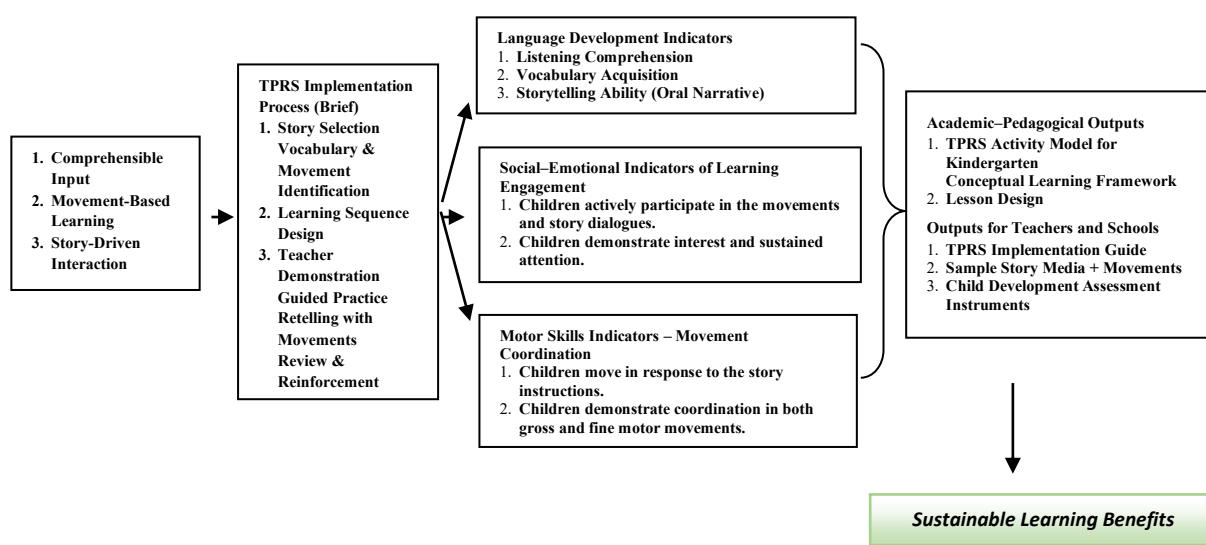 1. Comprehensible
Input
2. Movement-Based
Learning
3. Story-Driven
Interaction
TPRS Implementation
Process (Brief)
1. Story Selection
Vocabulary &
Movement
Identification
2. Learning Sequence
Design
3. Teacher
Demonstration
Guided Practice
Retelling with
Movements
Review &
Reinforcement
Language Development Indicators
1. Listening Comprehension
2. Vocabulary Acquisition
3. Storytelling Ability (Oral Narrative)
Social–Emotional Indicators of Learning
Engagement
1. Children actively participate in the movements
and story dialogues.
2. Children demonstrate interest and sustained
attention.
Motor Skills Indicators – Movement
Coordination
1. Children move in response to the story
instructions.
2. Children demonstrate coordination in both
gross and fine motor movements.
Academic–Pedagogical Outputs
1. TPRS Activity Model for
Kindergarten
Conceptual Learning Framework
2. Lesson Design
Outputs for Teachers and Schools
1. TPRS Implementation Guide
2. Sample Story Media + Movements
3. Child Development Assessment
Instruments
Sustainable Learning Benefits